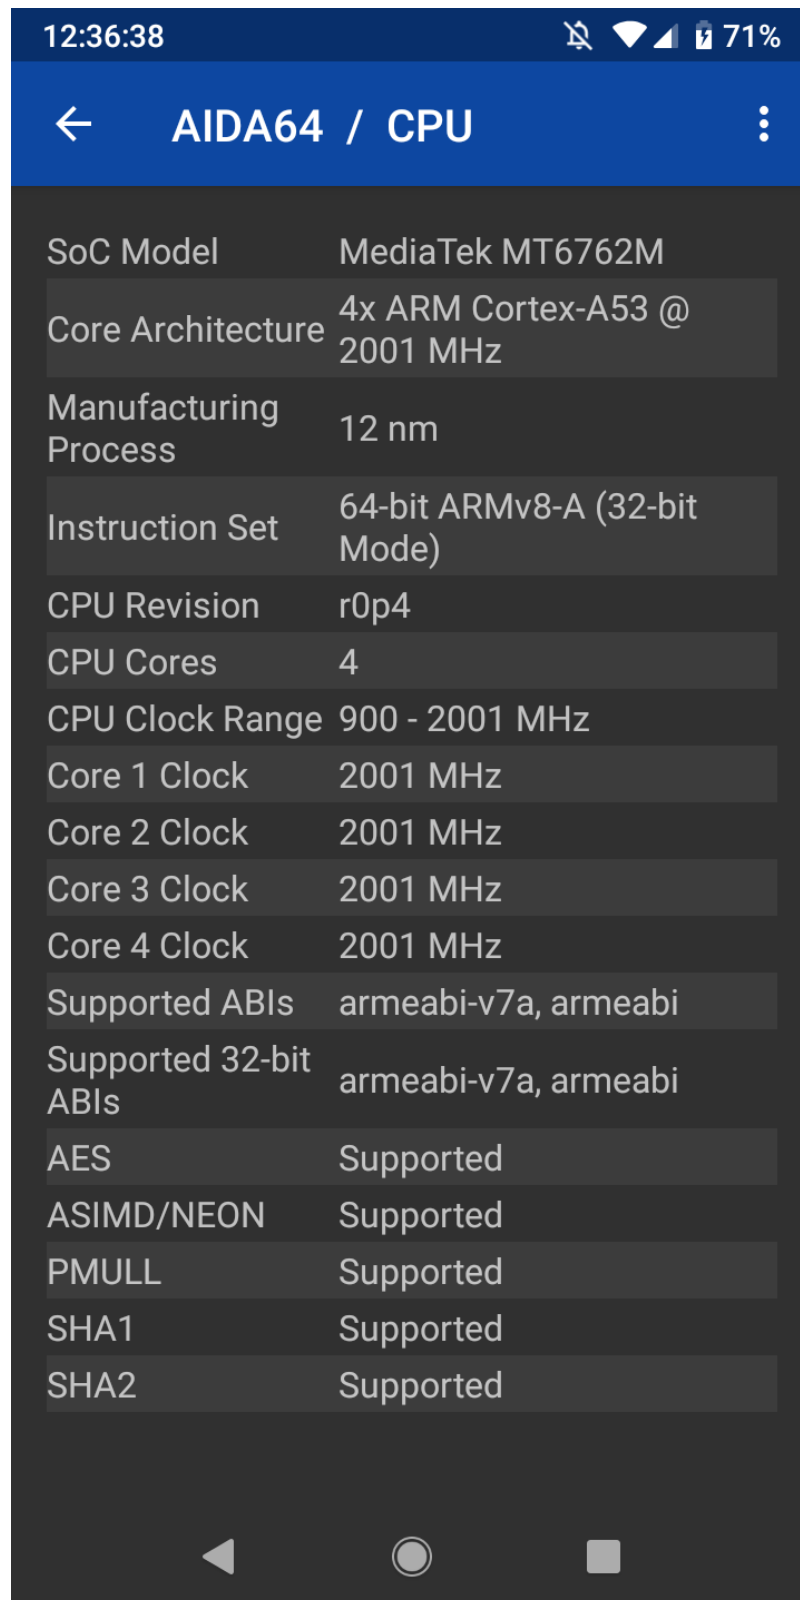 12:36:38 71%
AIDA64 / CPU
SoC Model MediaTek MT6762M
Core Architecture 4x ARM Cortex-A53 @
2001 MHz
Manufacturing
Process 12 nm
Instruction Set 64-bit ARMv8-A (32-bit
Mode)
CPU Revision r0p4
CPU Cores 4
CPU Clock Range 900 - 2001 MHz
Core 1 Clock 2001 MHz
Core 2 Clock 2001 MHz
Core 3 Clock 2001 MHz
Core 4 Clock 2001 MHz
Supported ABIs armeabi-v7a, armeabi
Supported 32-bit
ABIs armeabi-v7a, armeabi
AES Supported
ASIMD/NEON Supported
PMULL Supported
SHA1 Supported
SHA2 Supported